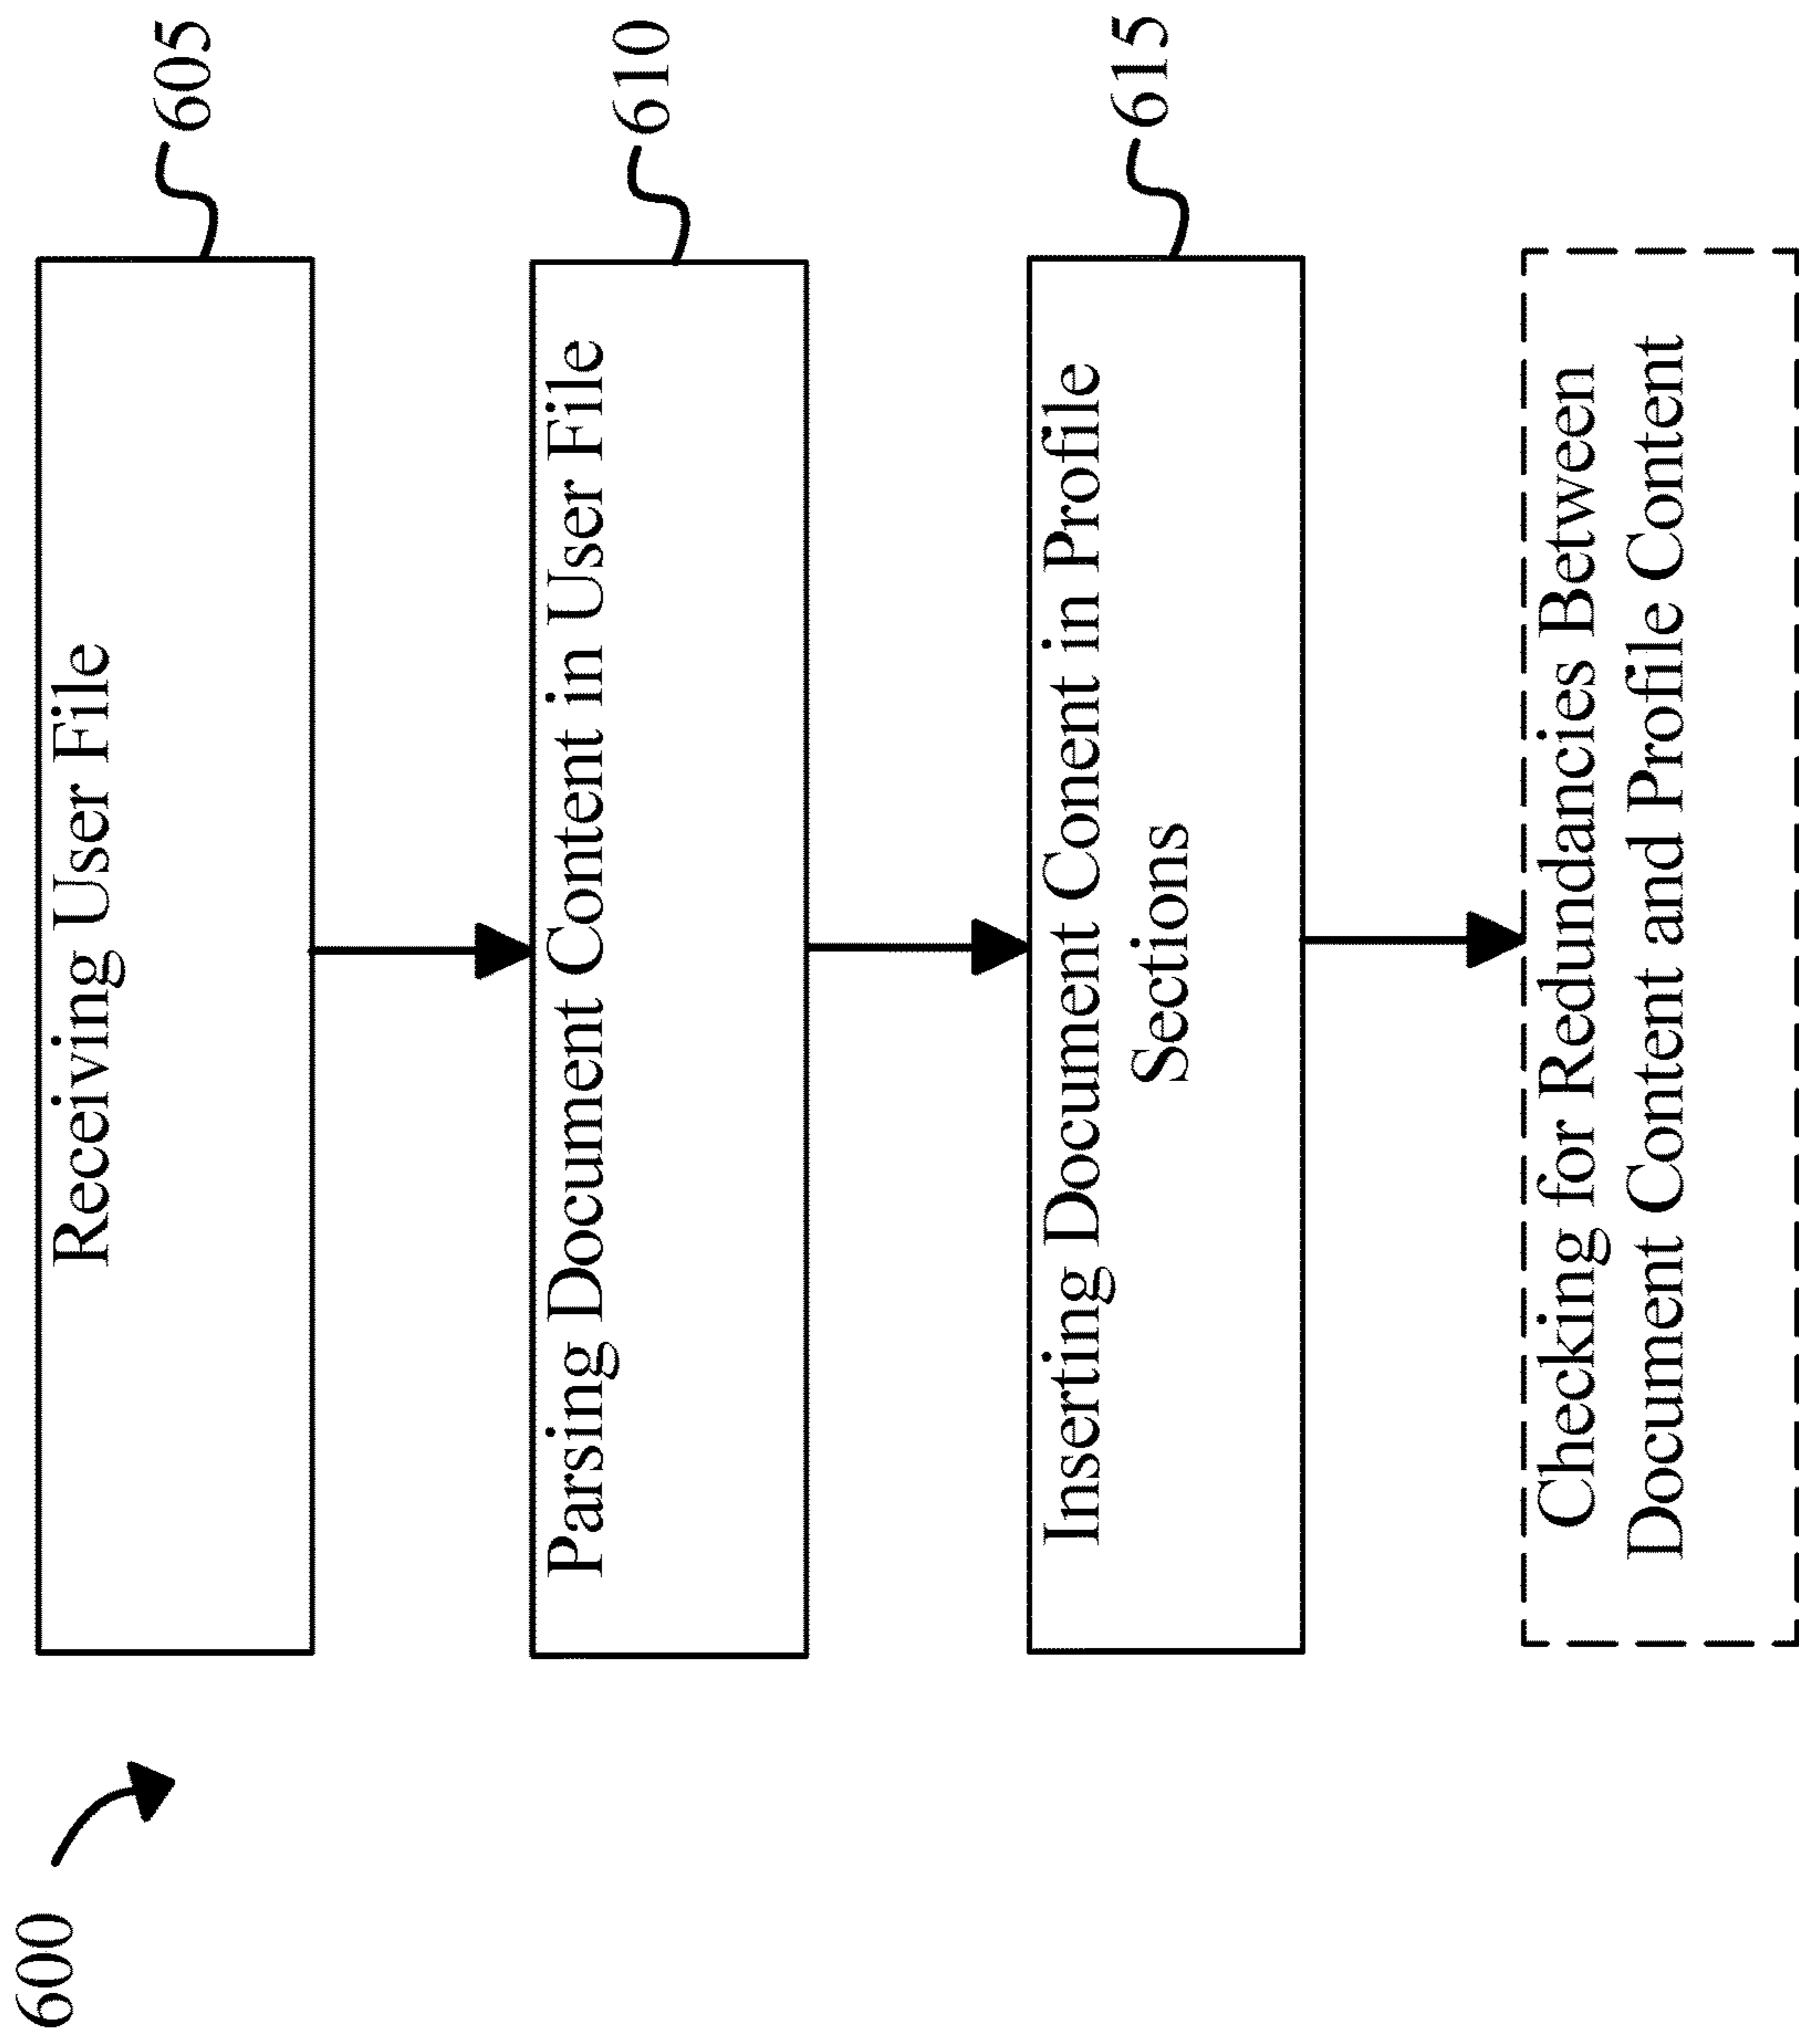 600
Receiving User File
605
Parsing Document Content in User File
610
Inserting Document Conent in Profile
Sections
615
Checking for Redundancies Between
Document Content and Profile Content